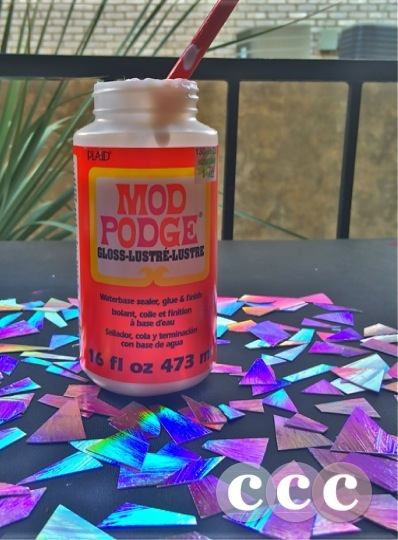 PLAID®
MOD
PODGE®
GLOSS-LUSTRÉ-LUSTRE
Waterbase sealer, glue & finish
Isolant, colle et finition
à base d'eau
Sellador, cola y terminación
con base de agua
16 fl oz 473 m
ccc